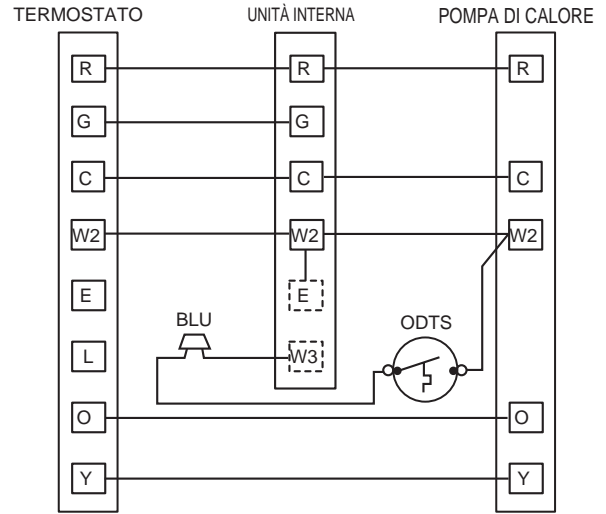 TERMOSTATO UNITÀ INTERNA POMPA DI CALORE
R R R
G G
C C C
W2 W2 W2
E E
BLU ODTS
L W3
O O
Y Y